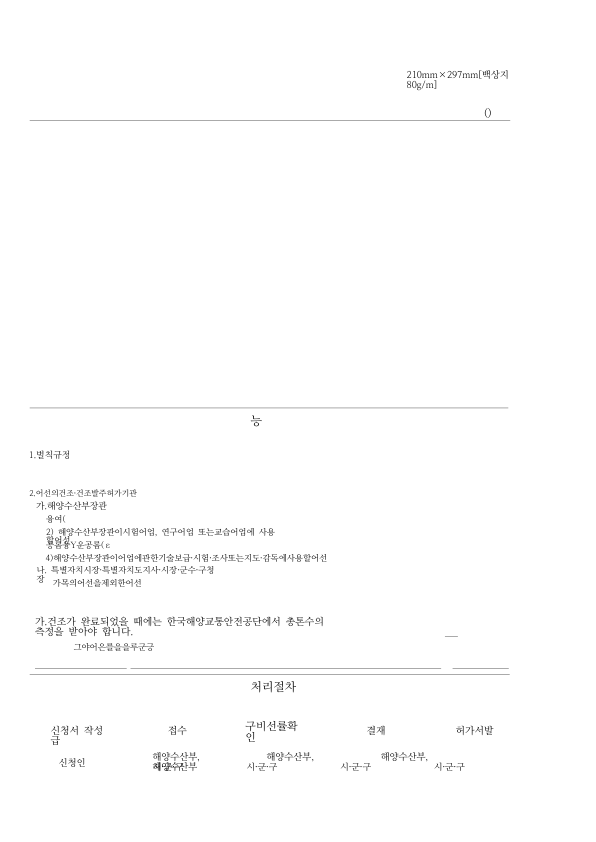 210mm×297mm[백상지
80g/m]
()
능
1.벌칙규정
2.어선의건조·건조발주허가기관
가.해양수산부장관
용여(
2) 해양수산부장관이시험어업, 연구어업 또는교습어업에 사용
4)해양수산부장관이어업에관한기술보급·시험·조사또는지도·감독에사용할어선
나. 특별자치시장·특별자치도지사·시장·군수·구청
장 가목의어선을제외한어선
가.건조가 완료되었을 때에는 한국해양교통안전공단에서 총톤수의
측정을 받아야 합니다.
그야어은를을을루군긍
처리절차
신청서 작성 접수 구비선률확
인 결재 허가서발
급
신청인 해양수산부, 해양수산부, 해양수산부,
시·군·구 시·군·구 시·군·구